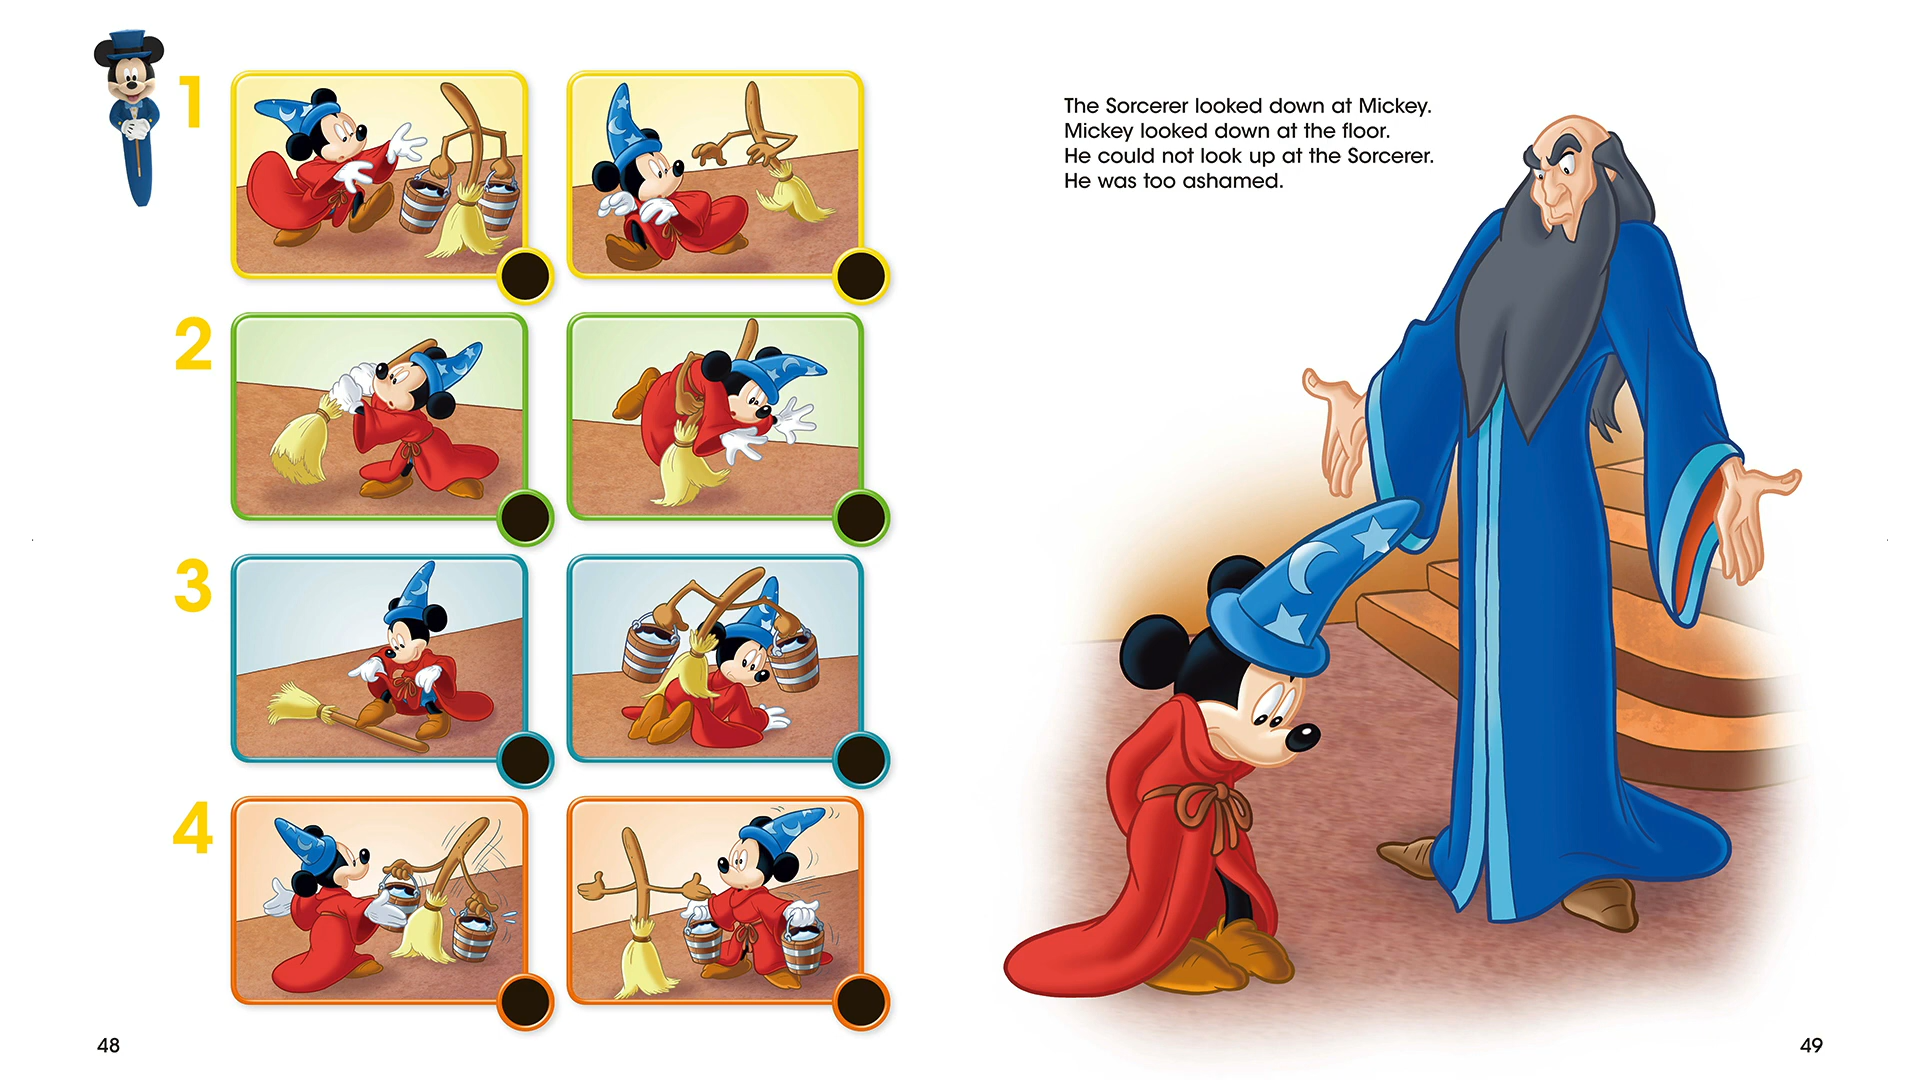 1
2
3
4
48
The Sorcerer looked down at Mickey.
Mickey looked down at the floor.
He could not look up at the Sorcerer.
He was too ashamed.
49